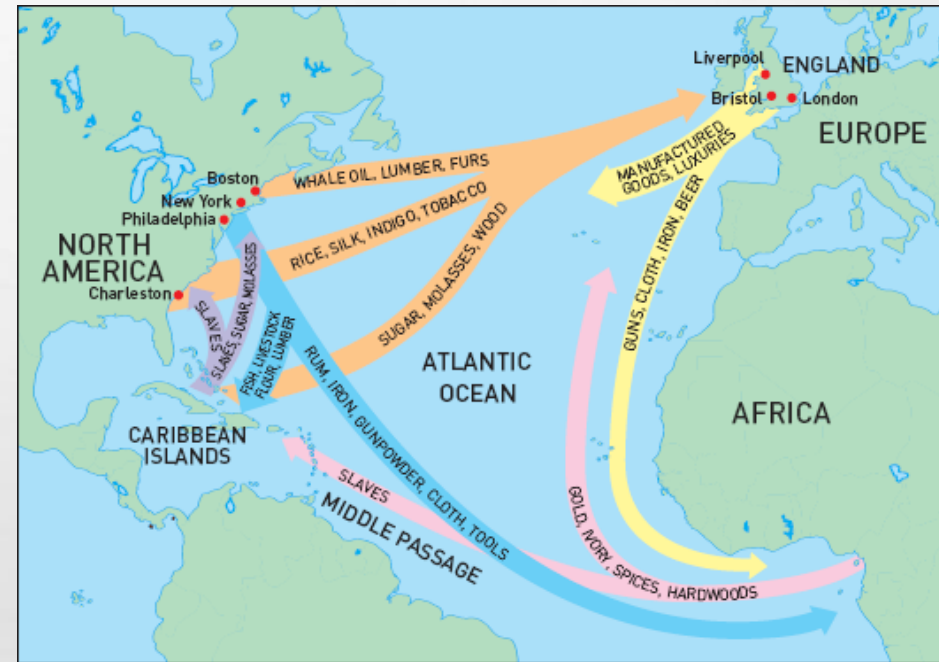 Liverpool
ENGLAND
Bristol
London
EUROPE
MANUFACTURED
GOODS, LUXURIES
WHALE OIL, LUMBER, FURS
Boston
New York
Philadelphia
RICE, SILK, INDIGO, TOBACCO
NORTH
AMERICA
Charleston
SUGAR, MOLASSES, WOOD
GUNS, CLOTH, IRON, BEER
SLAVES
SLAVES, SUGAR, MOLASSES
FISH, LIVESTOCK
FLOUR, LUMBER
RUM, IRON, GUNPOWDER, CLOTH, TOOLS
ATLANTIC
OCEAN
AFRICA
CARIBBEAN
ISLANDS
SLAVES
MIDDLE PASSAGE
GOLD, IVORY, SPICES, HARDWOODS